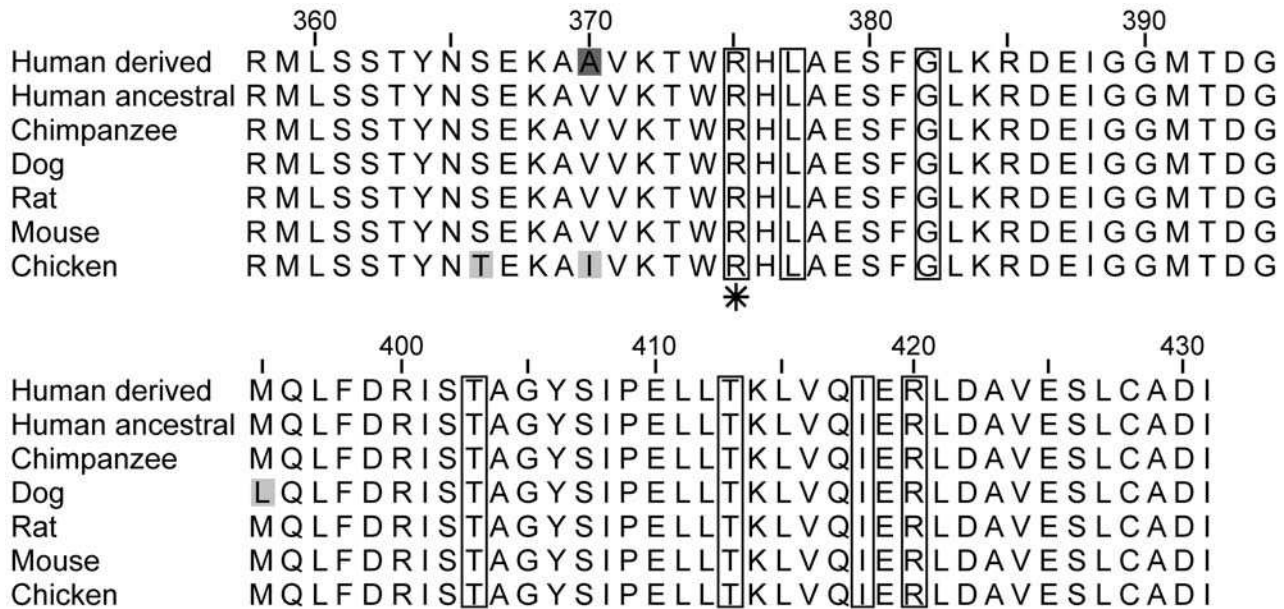 360 370 380 390
Human derived R M L S S T Y N S E K A A V K T W R H L A E S F G L K R D E I G G M T D G
Human ancestral R M L S S T Y N S E K A V V K T W R H L A E S F G L K R D E I G G M T D G
Chimpanzee R M L S S T Y N S E K A V V K T W R H L A E S F G L K R D E I G G M T D G
Dog R M L S S T Y N S E K A V V K T W R H L A E S F G L K R D E I G G M T D G
Rat R M L S S T Y N S E K A V V K T W R H L A E S F G L K R D E I G G M T D G
Mouse R M L S S T Y N S E K A V V K T W R H L A E S F G L K R D E I G G M T D G
Chicken R M L S S T Y N T E K A I V K T W R H L A E S F G L K R D E I G G M T D G
*
400 410 420 430
Human derived M Q L F D R I S T A G Y S I P E L L T K L V Q I E R L D A V E S L C A D I
Human ancestral M Q L F D R I S T A G Y S I P E L L T K L V Q I E R L D A V E S L C A D I
Chimpanzee M Q L F D R I S T A G Y S I P E L L T K L V Q I E R L D A V E S L C A D I
Dog L Q L F D R I S T A G Y S I P E L L T K L V Q I E R L D A V E S L C A D I
Rat M Q L F D R I S T A G Y S I P E L L T K L V Q I E R L D A V E S L C A D I
Mouse M Q L F D R I S T A G Y S I P E L L T K L V Q I E R L D A V E S L C A D I
Chicken M Q L F D R I S T A G Y S I P E L L T K L V Q I E R L D A V E S L C A D I